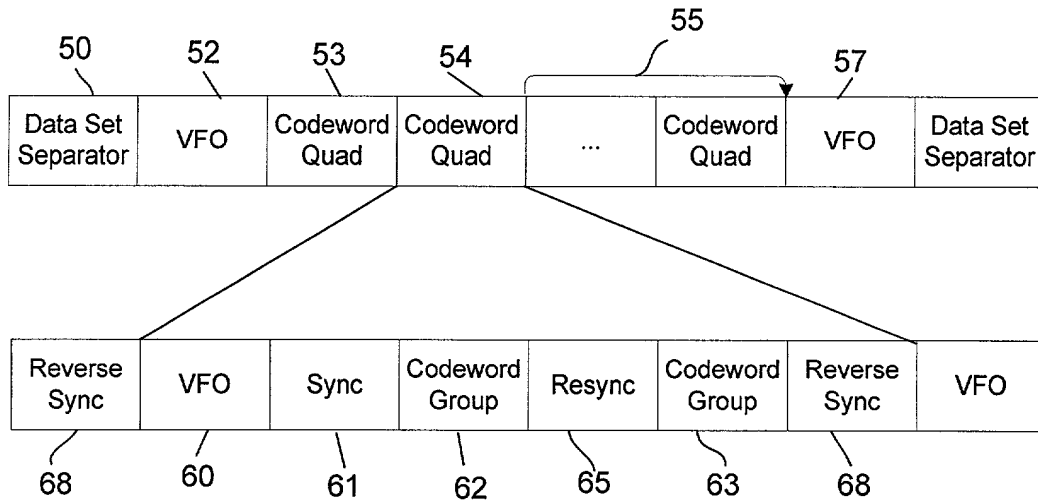 50
52
53
54
55
57
Data Set
Separator
VFO
Codeword
Quad
Codeword
Quad
...
Codeword
Quad
VFO
Data Set
Separator
Reverse
Sync
VFO
Sync
Codeword
Group
Resync
Codeword
Group
Reverse
Sync
VFO
68
60
61
62
65
63
68